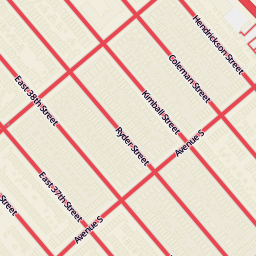 Hendrickson Street
Coleman Street
East 38th Street
Kimball Street
Ryder Street
Avenue S
East 37th Street
Street
Avenue S